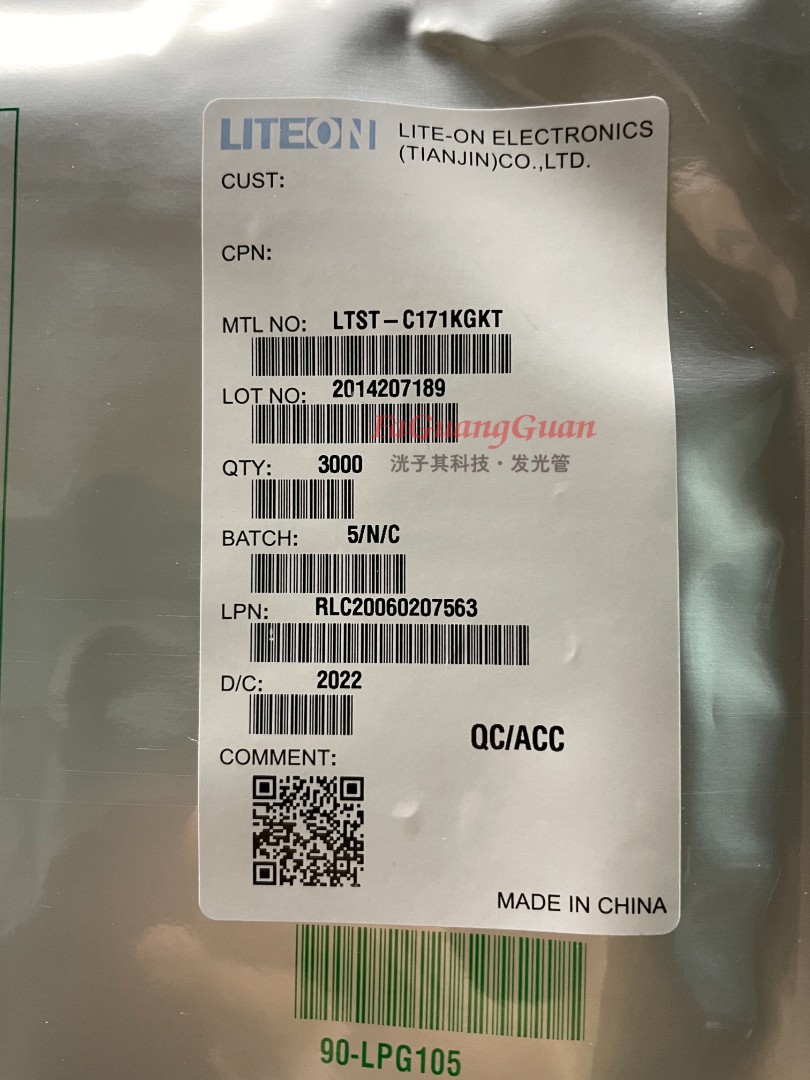 LITEON
LITE-ON ELECTRONICS
(TIANJIN)CO.,LTD.
CUST:
CPN:
MTL NO: LTST-C171KGKT
LOT NO: 2014207189
FaGuangGuan
QTY: 3000
洸子其科技·发光管
BATCH: 5/N/C
LPN: RLC20060207563
D/C: 2022
QC/ACC
COMMENT:
MADE IN CHINA
90-LPG105